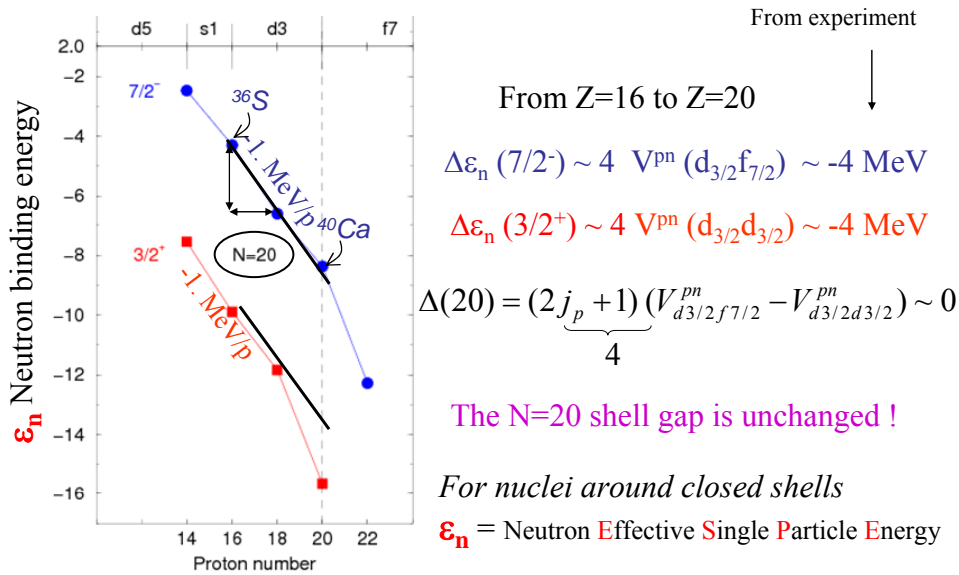 From experiment
d5 s1 d3 f7
2.0
−2
−4
−6
−8
−10
−12
−14
−16
εn Neutron binding energy
7/2⁻
³⁶S
-1. MeV/p
⁴⁰Ca
N=20
3/2⁺
-1. MeV/p
14 16 18 20 22
Proton number
From Z=16 to Z=20
Δεn (7/2⁻) ~ 4 Vᵖⁿ (d3/2f7/2) ~ -4 MeV
Δεn (3/2⁺) ~ 4 Vᵖⁿ (d3/2d3/2) ~ -4 MeV
Δ(20) = (2jp + 1) (Vᵖⁿd3/2f7/2 − Vᵖⁿd3/2d3/2) ~ 0
4
The N=20 shell gap is unchanged !
For nuclei around closed shells
εn = Neutron Effective Single Particle Energy